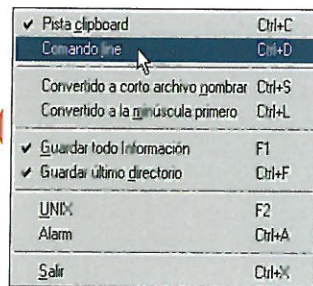 ✔ Pista clipboard Ctrl+C
Comando line Ctrl+D
Convertido a corto archivo nombrar Ctrl+S
Convertido a la minúscula primero Ctrl+L
✔ Guardar todo Información F1
✔ Guardar último directorio Ctrl+F
UNIX F2
Alarm Ctrl+A
Salir Ctrl+X